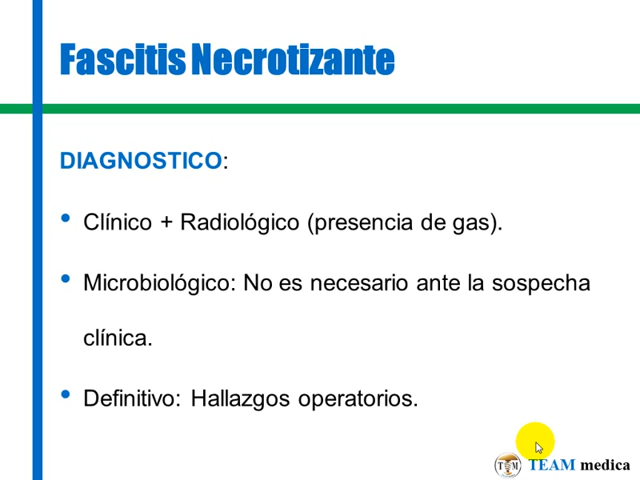 Fascitis Necrotizante
DIAGNOSTICO:
• Clínico + Radiológico (presencia de gas).
• Microbiológico: No es necesario ante la sospecha
clínica.
• Definitivo: Hallazgos operatorios.
TM TEAM medica